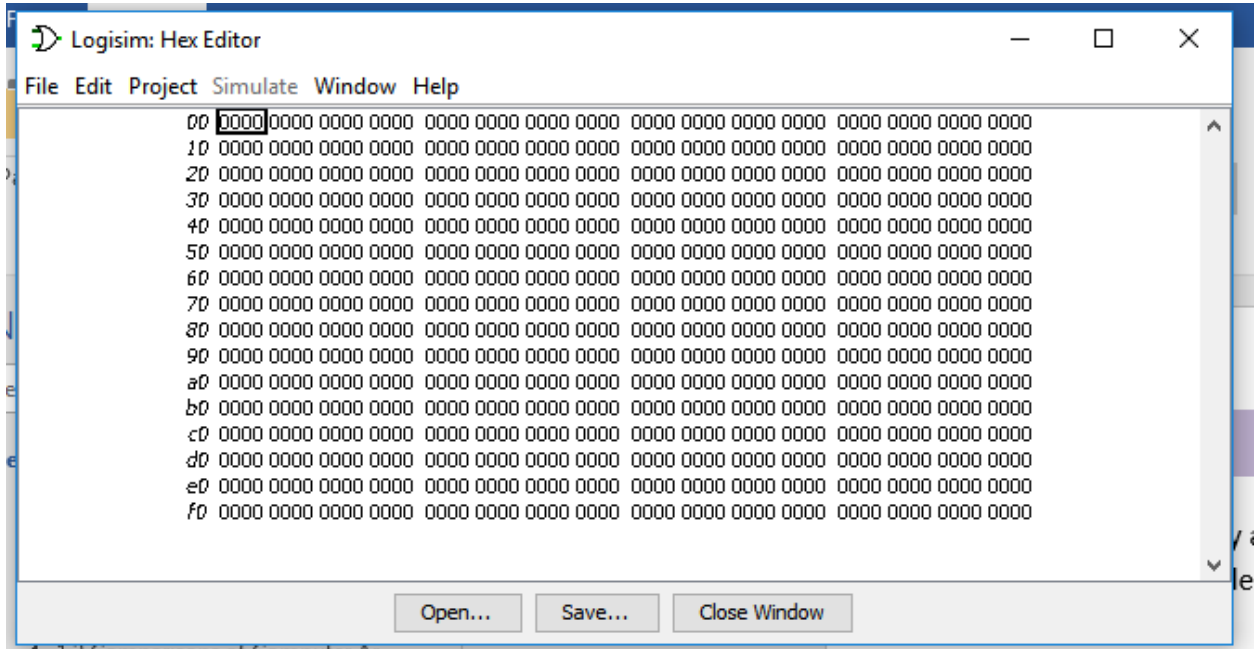 Logisim: Hex Editor
File Edit Project Simulate Window Help
00 0000 0000 0000 0000 0000 0000 0000 0000 0000 0000 0000 0000 0000 0000 0000 0000
10 0000 0000 0000 0000 0000 0000 0000 0000 0000 0000 0000 0000 0000 0000 0000 0000
20 0000 0000 0000 0000 0000 0000 0000 0000 0000 0000 0000 0000 0000 0000 0000 0000
30 0000 0000 0000 0000 0000 0000 0000 0000 0000 0000 0000 0000 0000 0000 0000 0000
40 0000 0000 0000 0000 0000 0000 0000 0000 0000 0000 0000 0000 0000 0000 0000 0000
50 0000 0000 0000 0000 0000 0000 0000 0000 0000 0000 0000 0000 0000 0000 0000 0000
60 0000 0000 0000 0000 0000 0000 0000 0000 0000 0000 0000 0000 0000 0000 0000 0000
70 0000 0000 0000 0000 0000 0000 0000 0000 0000 0000 0000 0000 0000 0000 0000 0000
80 0000 0000 0000 0000 0000 0000 0000 0000 0000 0000 0000 0000 0000 0000 0000 0000
90 0000 0000 0000 0000 0000 0000 0000 0000 0000 0000 0000 0000 0000 0000 0000 0000
a0 0000 0000 0000 0000 0000 0000 0000 0000 0000 0000 0000 0000 0000 0000 0000 0000
b0 0000 0000 0000 0000 0000 0000 0000 0000 0000 0000 0000 0000 0000 0000 0000 0000
c0 0000 0000 0000 0000 0000 0000 0000 0000 0000 0000 0000 0000 0000 0000 0000 0000
d0 0000 0000 0000 0000 0000 0000 0000 0000 0000 0000 0000 0000 0000 0000 0000 0000
e0 0000 0000 0000 0000 0000 0000 0000 0000 0000 0000 0000 0000 0000 0000 0000 0000
f0 0000 0000 0000 0000 0000 0000 0000 0000 0000 0000 0000 0000 0000 0000 0000 0000
Open... Save... Close Window